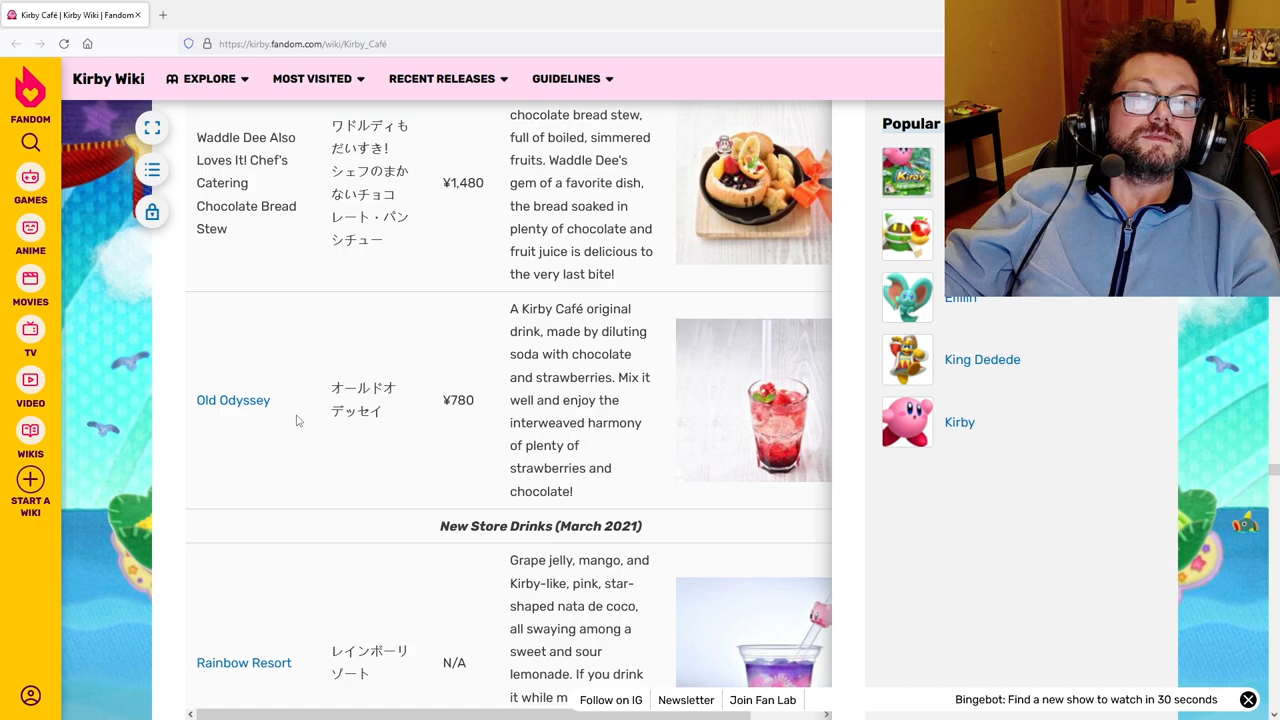 Kirby Café | Kirby Wiki | Fandom
https://kirby.fandom.com/wiki/Kirby_Café
FANDOM
GAMES
ANIME
MOVIES
TV
VIDEO
WIKIS
START A
WIKI
Kirby Wiki
EXPLORE
MOST VISITED
RECENT RELEASES
GUIDELINES
Waddle Dee Also
Loves It! Chef's
Catering
Chocolate Bread
Stew
ワドルディも
だいすき!
シェフのまか
ないチョコ
レート・パン
シチュー
¥1,480
chocolate bread stew,
full of boiled, simmered
fruits. Waddle Dee's
gem of a favorite dish,
the bread soaked in
plenty of chocolate and
fruit juice is delicious to
the very last bite!
Old Odyssey
オールドオ
デッセイ
¥780
A Kirby Café original
drink, made by diluting
soda with chocolate
and strawberries. Mix it
well and enjoy the
interweaved harmony
of plenty of
strawberries and
chocolate!
New Store Drinks (March 2021)
Rainbow Resort
レインボーリ
ゾート
N/A
Grape jelly, mango, and
Kirby-like, pink, star-
shaped nata de coco,
all swaying among a
sweet and sour
lemonade. If you drink
it while m
Popular
Elfilin
King Dedede
Kirby
Follow on IG
Newsletter
Join Fan Lab
Bingebot: Find a new show to watch in 30 seconds